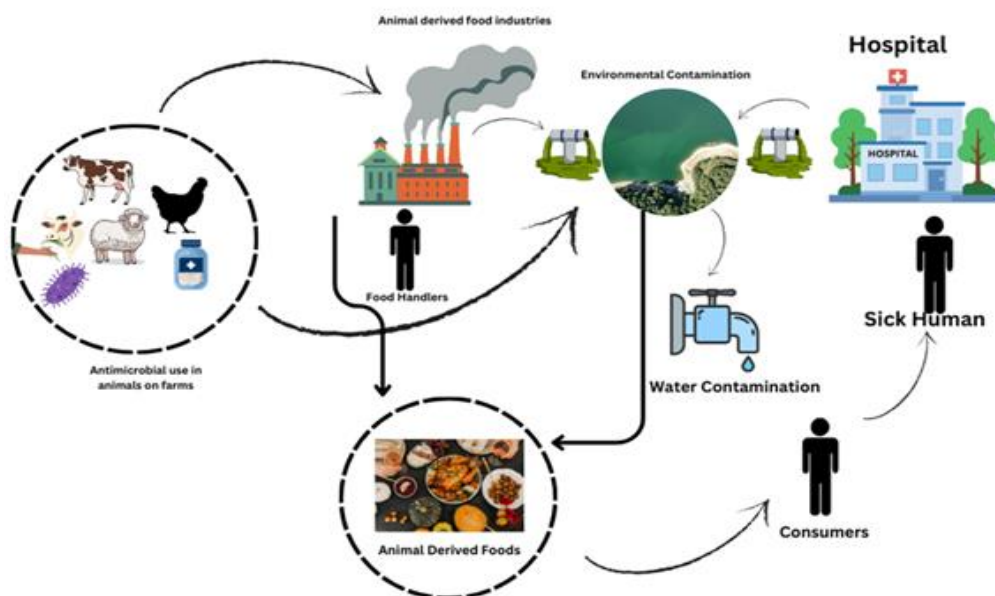 Animal derived food industries
Hospital
Environmental Contamination
HOSPITAL
Food Handlers
Sick Human
Antimicrobial use in
animals on farms
Water Contamination
Consumers
Animal Derived Foods